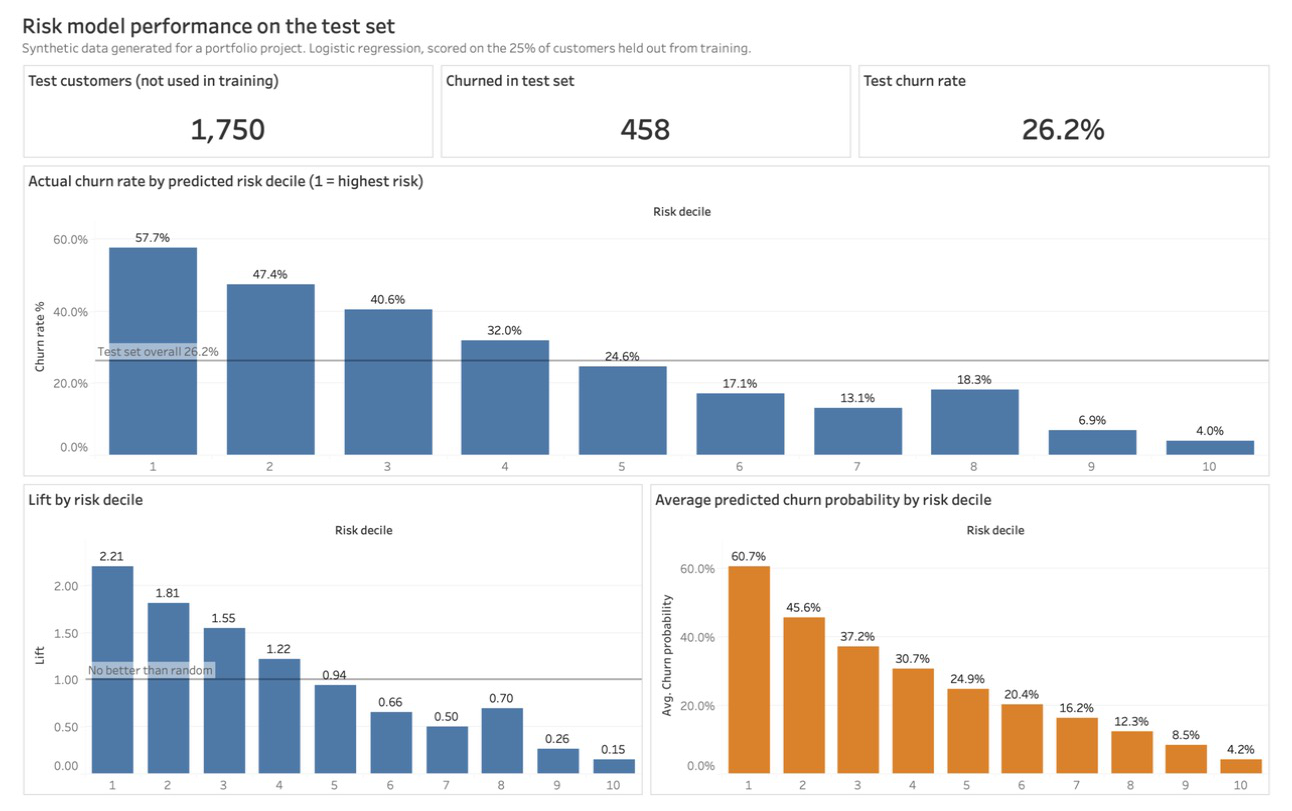 Risk model performance on the test set
Synthetic data generated for a portfolio project. Logistic regression, scored on the 25% of customers held out from training.
Test customers (not used in training)
1,750
Churned in test set
458
Test churn rate
26.2%
Actual churn rate by predicted risk decile (1 = highest risk)
Risk decile
Churn rate %
60.0%
40.0%
20.0%
0.0%
57.7%
47.4%
40.6%
32.0%
24.6%
17.1%
13.1%
18.3%
6.9%
4.0%
Test set overall 26.2%
1 2 3 4 5 6 7 8 9 10
Lift by risk decile
Risk decile
Lift
2.00
1.50
1.00
0.50
0.00
2.21
1.81
1.55
1.22
0.94
0.66
0.50
0.70
0.26
0.15
No better than random
1 2 3 4 5 6 7 8 9 10
Average predicted churn probability by risk decile
Risk decile
Avg. Churn probability
60.0%
40.0%
20.0%
0.0%
60.7%
45.6%
37.2%
30.7%
24.9%
20.4%
16.2%
12.3%
8.5%
4.2%
1 2 3 4 5 6 7 8 9 10